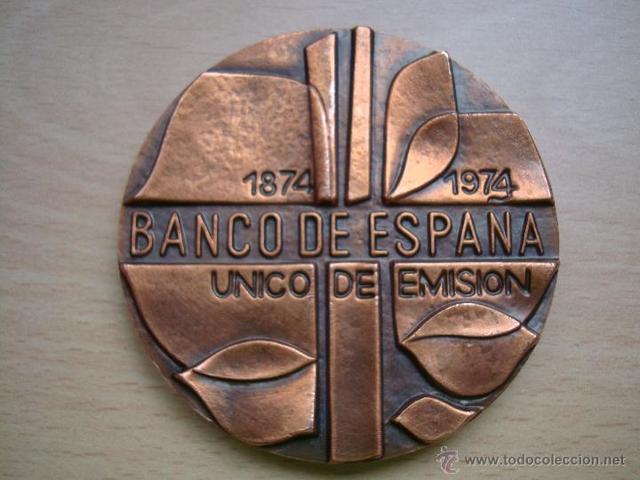 1874 1974
BANCO DE ESPAÑA
UNICO DE EMISION
www.todocoleccion.net